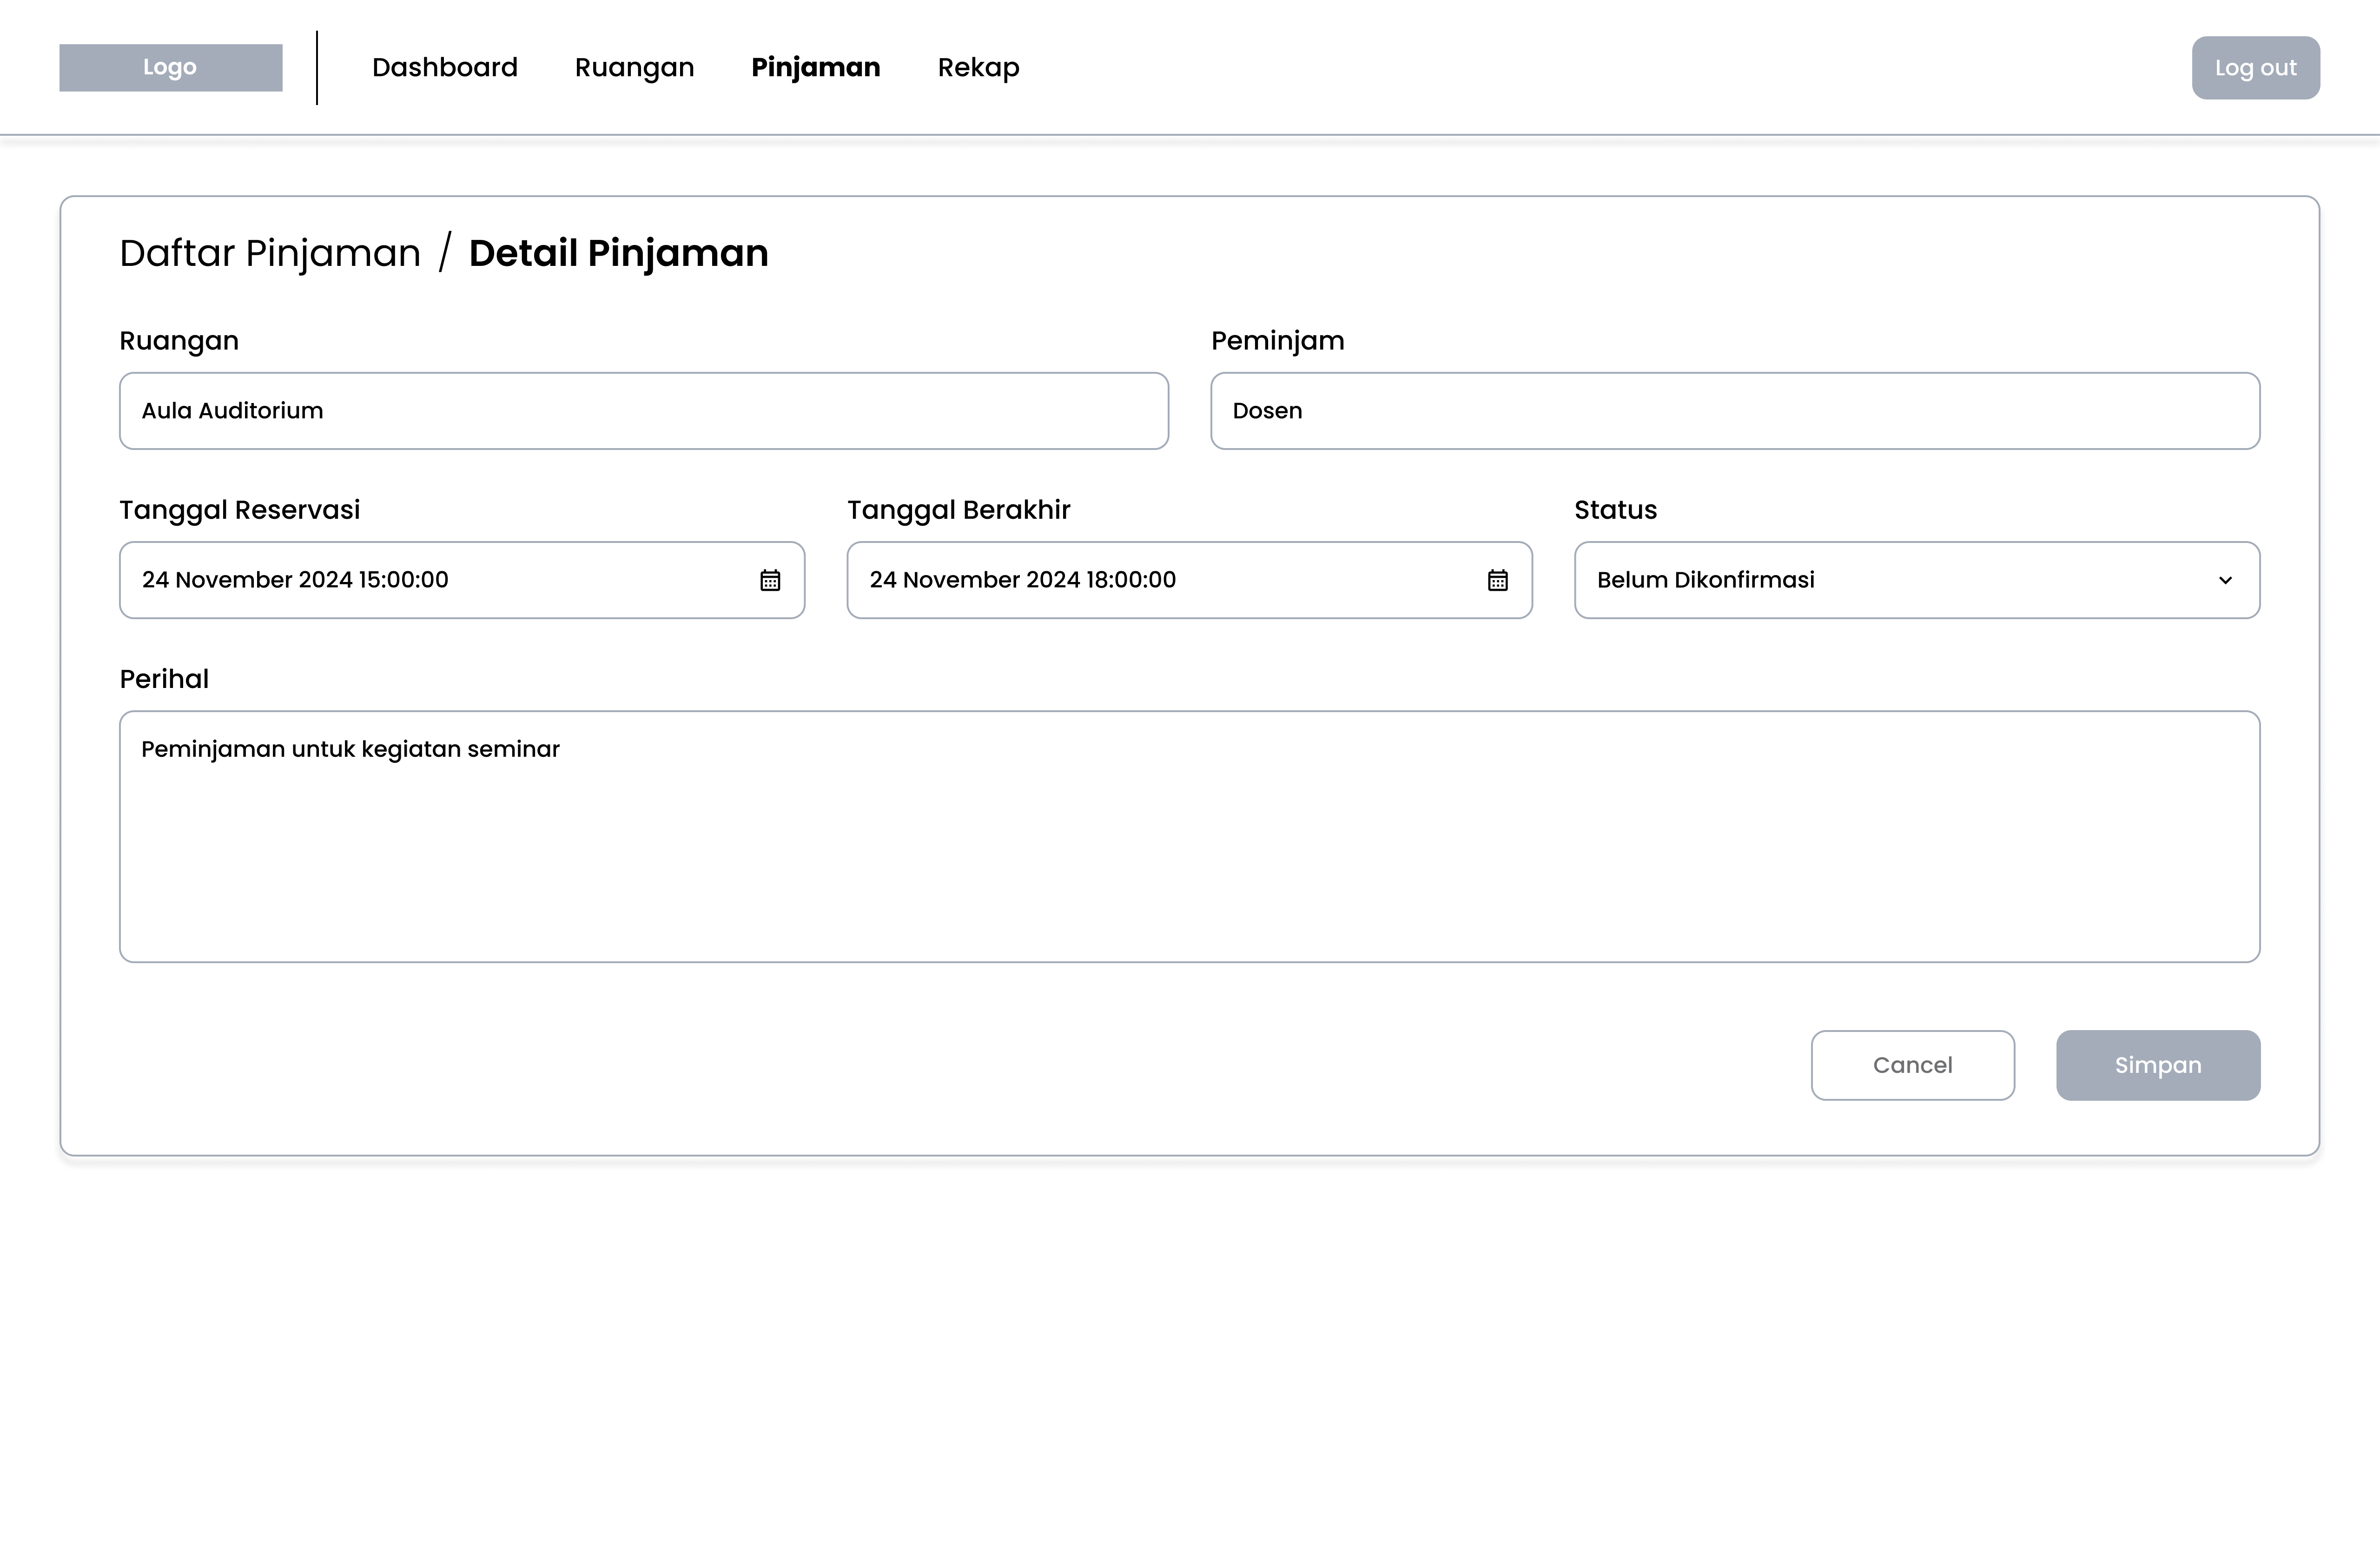 Logo
Dashboard Ruangan Pinjaman Rekap
Log out
Daftar Pinjaman / Detail Pinjaman
Ruangan
Aula Auditorium
Peminjam
Dosen
Tanggal Reservasi
24 November 2024 15:00:00
Tanggal Berakhir
24 November 2024 18:00:00
Status
Belum Dikonfirmasi
Perihal
Peminjaman untuk kegiatan seminar
Cancel
Simpan